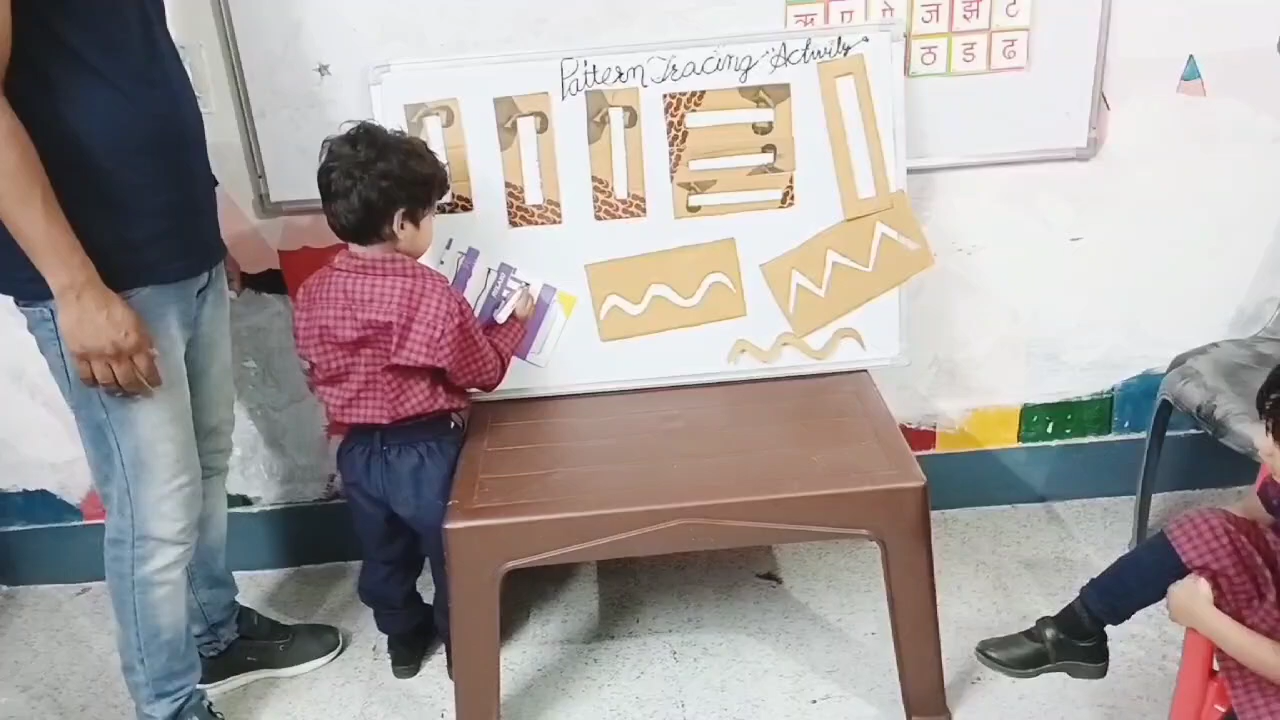 ऋ ए ऐ ज झ ट
Pattern Tracing "Activity"
ठ ड ढ